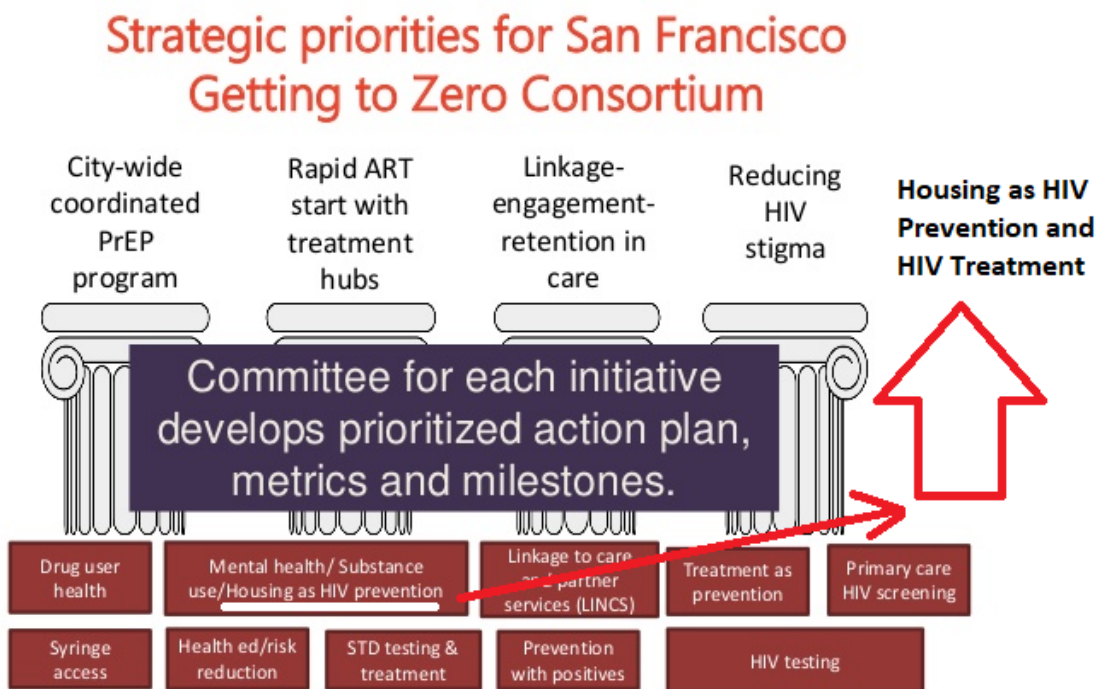 Strategic priorities for San Francisco
Getting to Zero Consortium
City-wide
coordinated
PrEP
program
Rapid ART
start with
treatment
hubs
Linkage-
engagement-
retention in
care
Reducing
HIV
stigma
Housing as HIV
Prevention and
HIV Treatment
Committee for each initiative
develops prioritized action plan,
metrics and milestones.
Drug user
health
Mental health/ Substance
use/Housing as HIV prevention
Linkage to care
and partner
services (LINCS)
Treatment as
prevention
Primary care
HIV screening
Syringe
access
Health ed/risk
reduction
STD testing &
treatment
Prevention
with positives
HIV testing